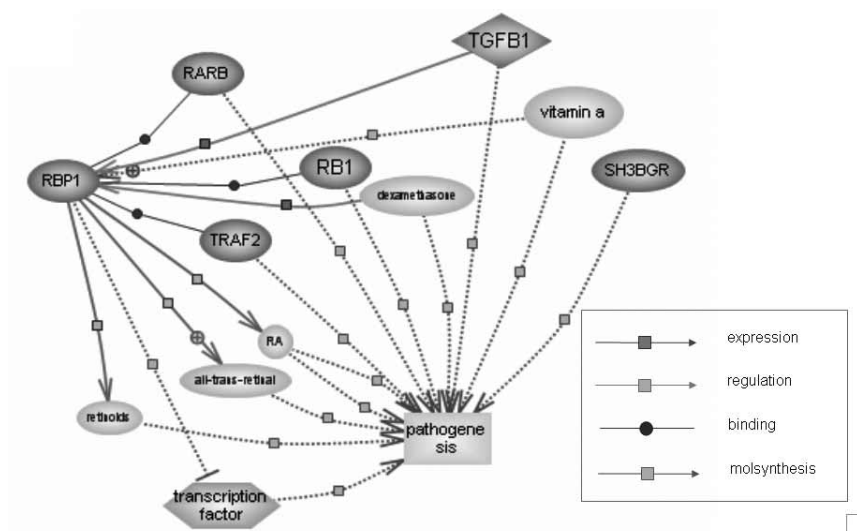 TGFB1
RARB
vitamin a
RBP1
RB1
SH3BGR
dexamethasone
TRAF2
RA
all-trans-retinal
retinoids
pathogene
sis
transcription
factor
expression
regulation
binding
molsynthesis